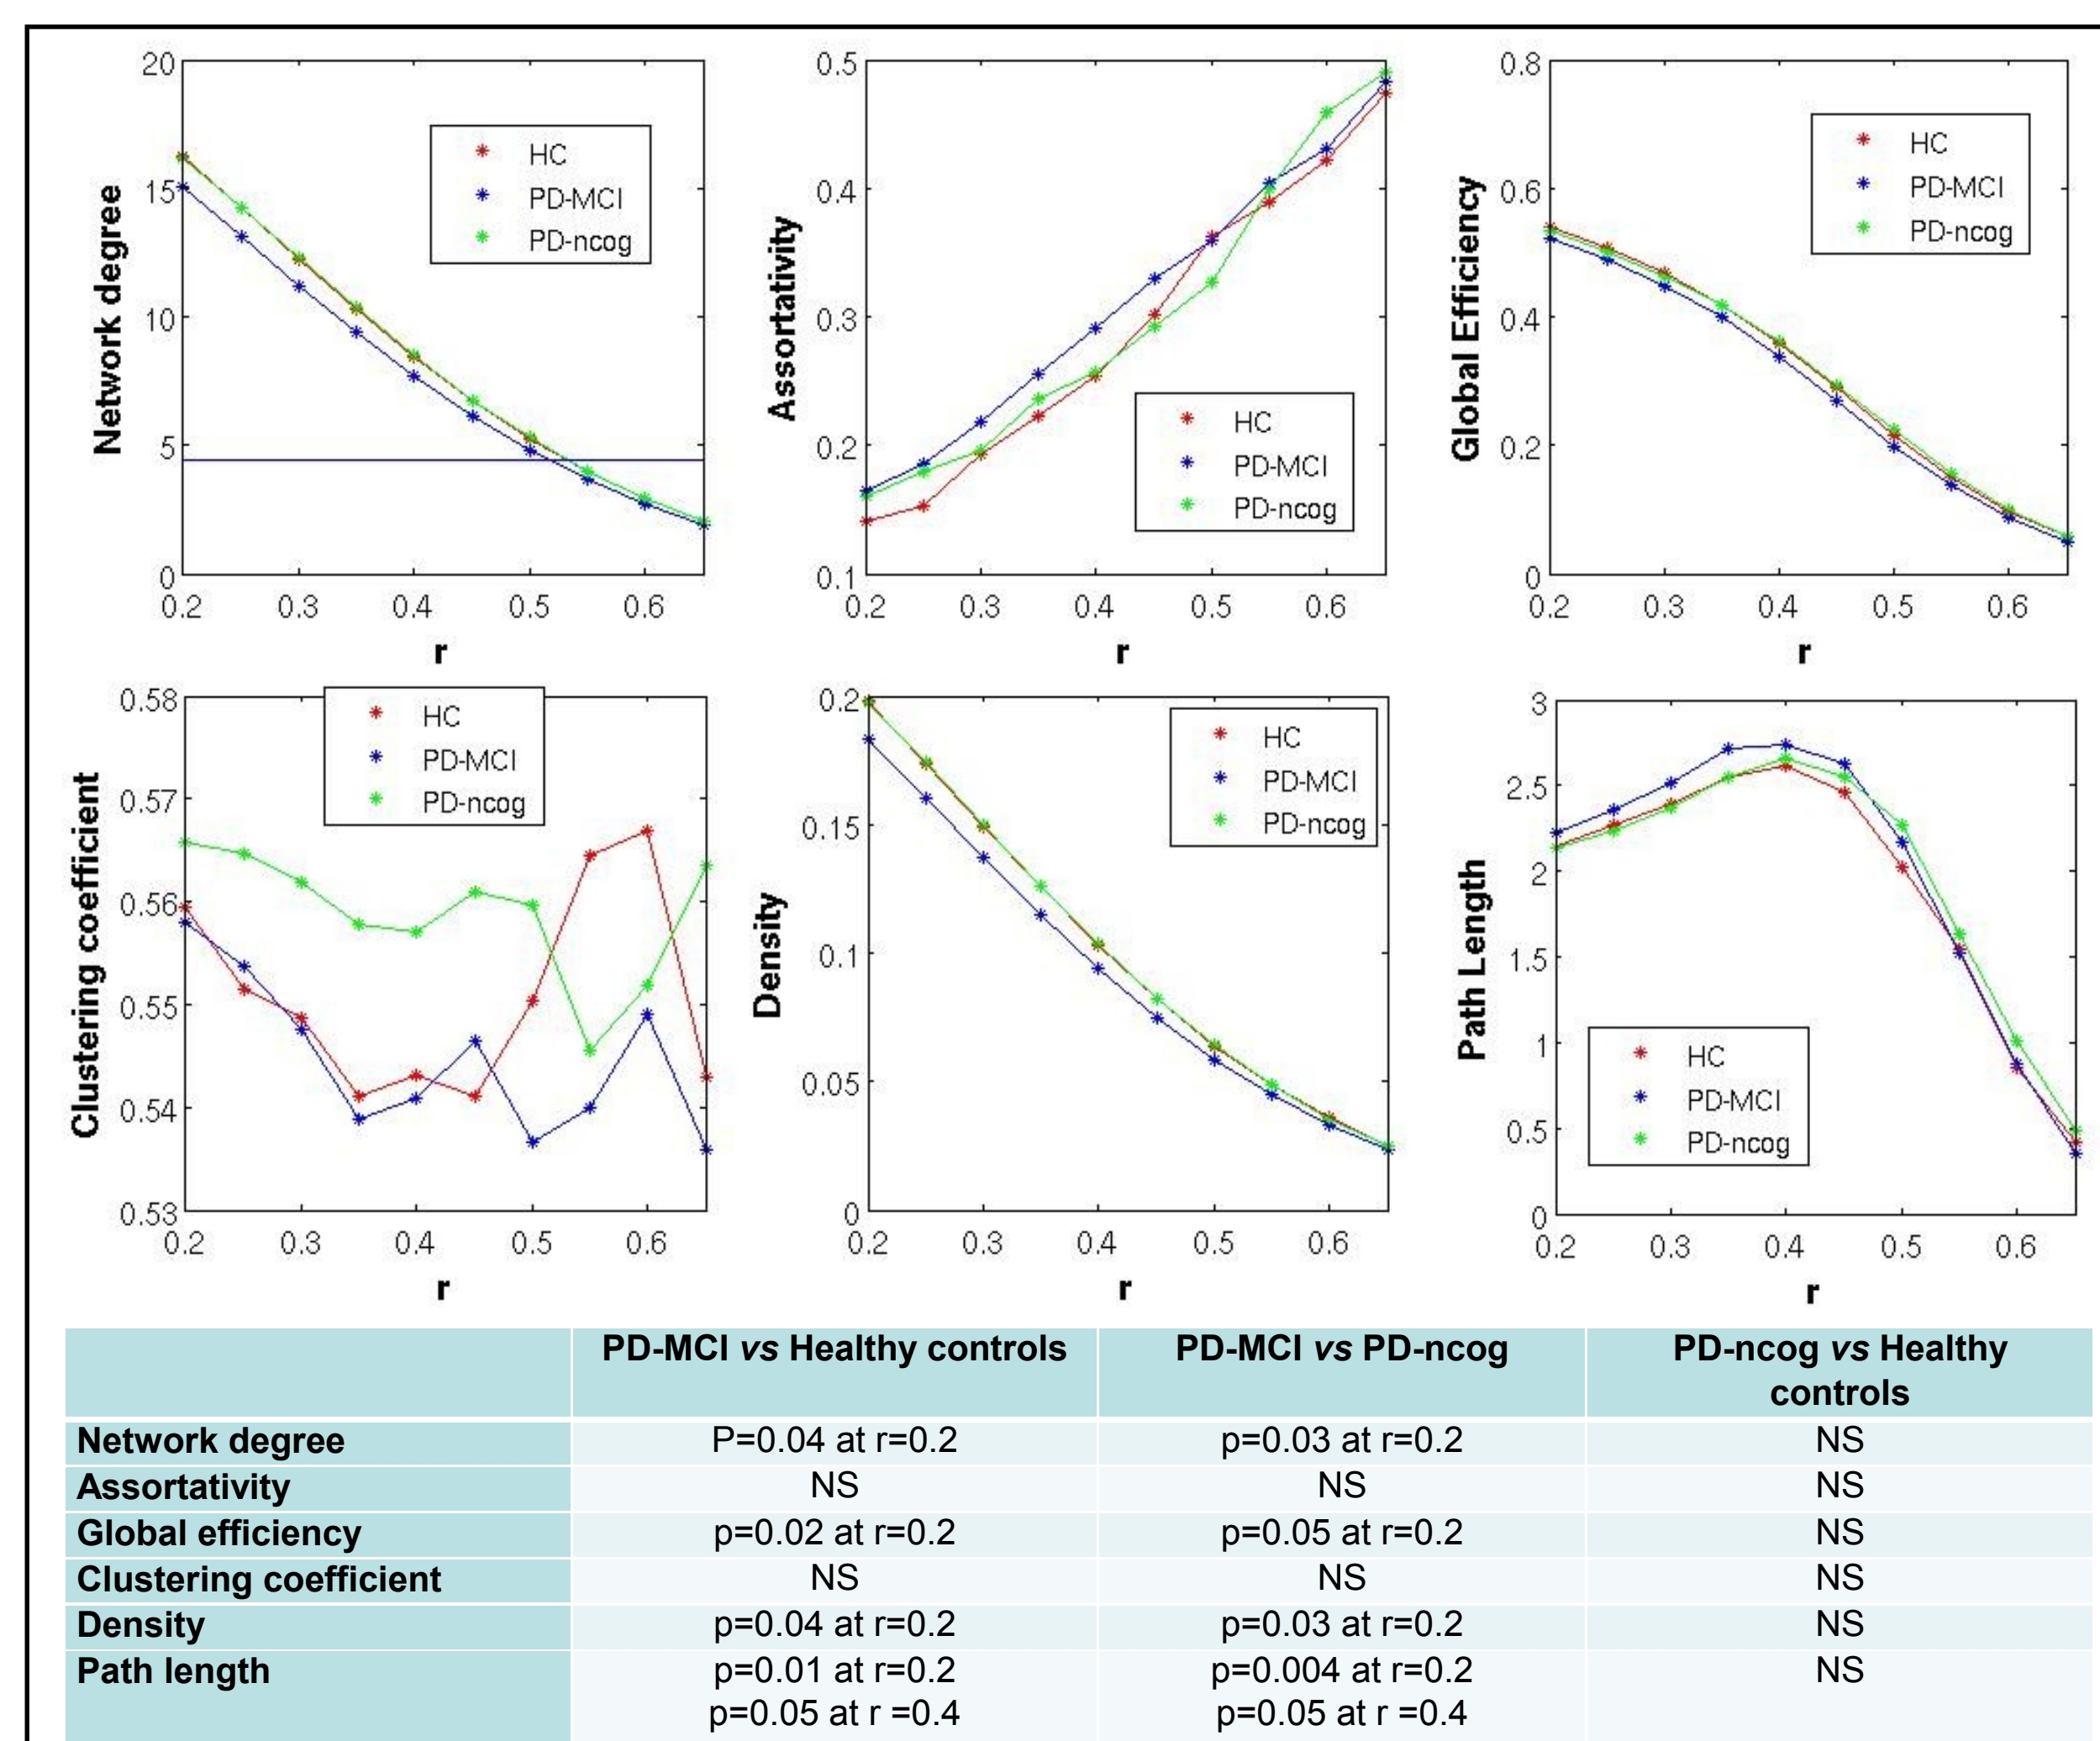 20
15
10
5
0
Network degree
HC
PD-MCI
PD-ncog
0.2 0.3 0.4 0.5 0.6
r
0.5
0.4
0.3
0.2
0.1
Assortativity
HC
PD-MCI
PD-ncog
0.2 0.3 0.4 0.5 0.6
r
0.8
0.6
0.4
0.2
0
Global Efficiency
HC
PD-MCI
PD-ncog
0.2 0.3 0.4 0.5 0.6
r
0.58
0.57
0.56
0.55
0.54
0.53
Clustering coefficient
HC
PD-MCI
PD-ncog
0.2 0.3 0.4 0.5 0.6
r
0.2
0.15
0.1
0.05
0
Density
HC
PD-MCI
PD-ncog
0.2 0.3 0.4 0.5 0.6
r
3
2.5
2
1.5
1
0.5
0
Path Length
HC
PD-MCI
PD-ncog
0.2 0.3 0.4 0.5 0.6
r
PD-MCI vs Healthy controls PD-MCI vs PD-ncog PD-ncog vs Healthy
controls
Network degree P=0.04 at r=0.2 p=0.03 at r=0.2 NS
Assortativity NS NS NS
Global efficiency p=0.02 at r=0.2 p=0.05 at r=0.2 NS
Clustering coefficient NS NS NS
Density p=0.04 at r=0.2 p=0.03 at r=0.2 NS
Path length p=0.01 at r=0.2 p=0.004 at r=0.2 NS
p=0.05 at r =0.4 p=0.05 at r =0.4